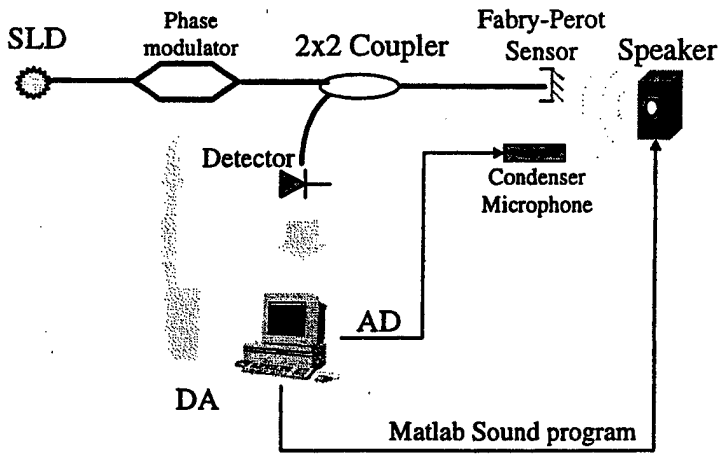 SLD
Phase
modulator
2x2 Coupler
Fabry-Perot
Sensor
Speaker
Detector
Condenser
Microphone
AD
DA
Matlab Sound program